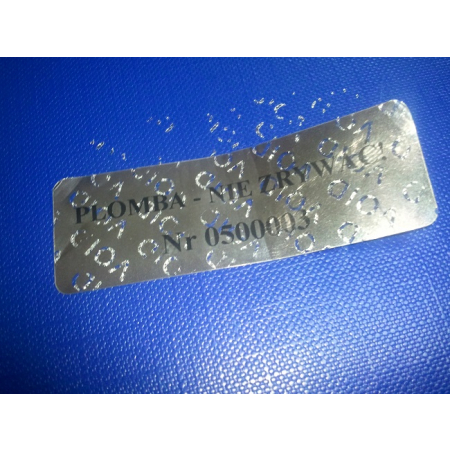 PLOMBA - NIE ZRYWAĆ!
Nr 0500003